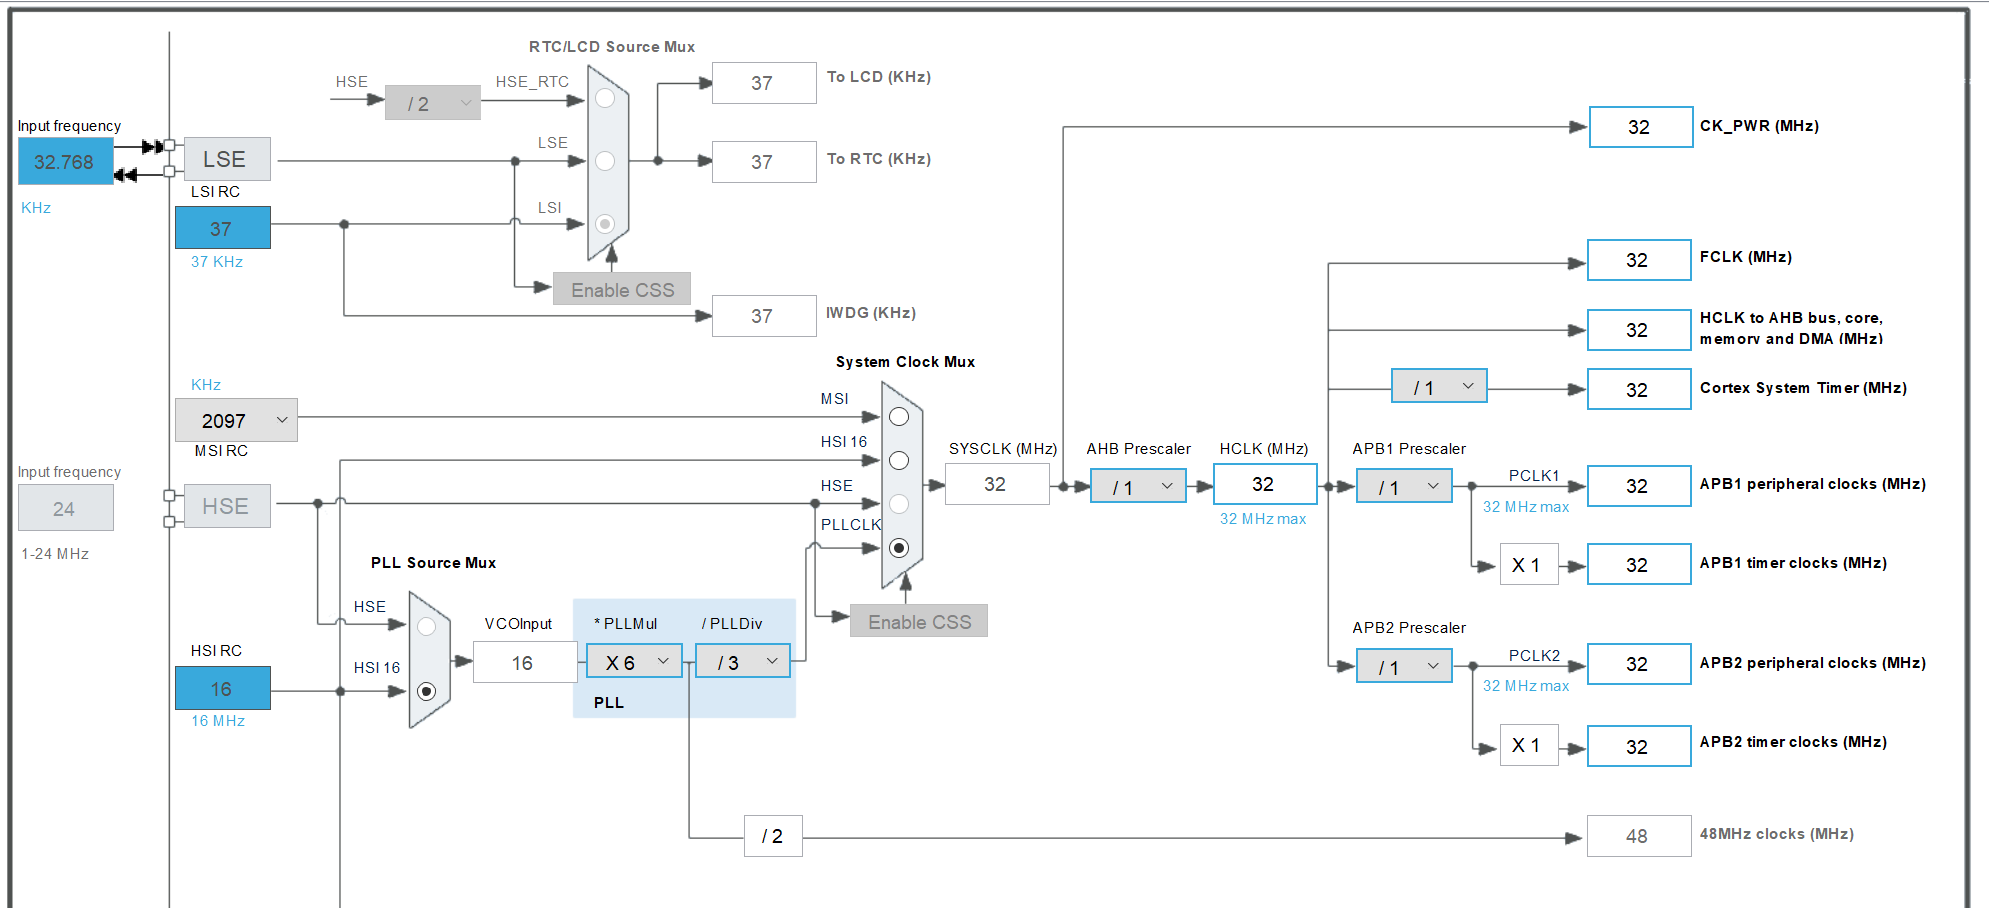 RTC/LCD Source Mux
HSE
/ 2
HSE_RTC
37
To LCD (KHz)
Input frequency
32.768
KHz
LSE
LSE
37
To RTC (KHz)
32
CK_PWR (MHz)
LSI RC
37
37 KHz
LSI
Enable CSS
37
IWDG (KHz)
32
FCLK (MHz)
32
HCLK to AHB bus, core,
memory and DMA (MHz)
System Clock Mux
KHz
2097
MSI RC
MSI
HSI 16
HSE
PLLCLK
/ 1
32
Cortex System Timer (MHz)
SYSCLK (MHz)
32
AHB Prescaler
/ 1
HCLK (MHz)
32
32 MHz max
APB1 Prescaler
/ 1
PCLK1
32 MHz max
32
APB1 peripheral clocks (MHz)
Input frequency
24
1-24 MHz
HSE
X 1
32
APB1 timer clocks (MHz)
PLL Source Mux
HSE
HSI 16
VCOInput
16
* PLLMul
X 6
/ PLLDiv
/ 3
PLL
Enable CSS
HSI RC
16
16 MHz
APB2 Prescaler
/ 1
PCLK2
32 MHz max
32
APB2 peripheral clocks (MHz)
X 1
32
APB2 timer clocks (MHz)
/ 2
48
48MHz clocks (MHz)